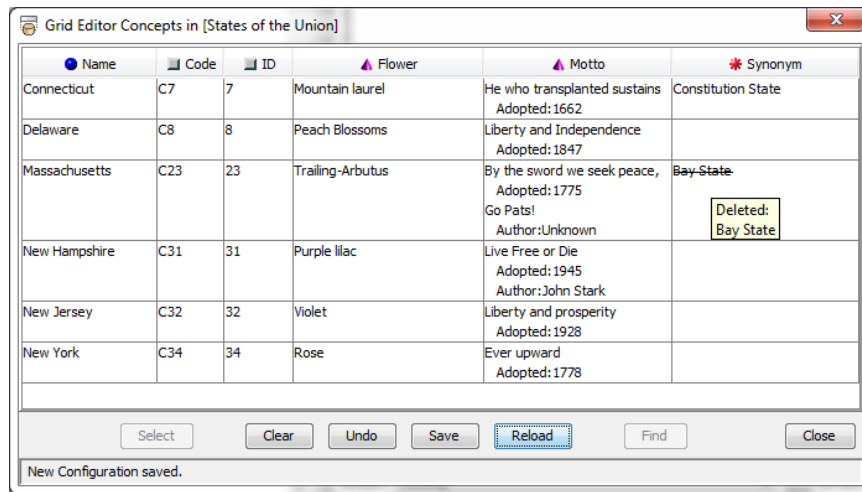 Grid Editor Concepts in [States of the Union]
Name Code ID Flower Motto Synonym
Connecticut C7 7 Mountain laurel He who transplanted sustains Constitution State
Adopted:1662
Delaware C8 8 Peach Blossoms Liberty and Independence
Adopted:1847
Massachusetts C23 23 Trailing-Arbutus By the sword we seek peace, Bay State
Adopted:1775
Go Pats!
Author:Unknown
Deleted:
Bay State
New Hampshire C31 31 Purple lilac Live Free or Die
Adopted:1945
Author:John Stark
New Jersey C32 32 Violet Liberty and prosperity
Adopted:1928
New York C34 34 Rose Ever upward
Adopted:1778
Select Clear Undo Save Reload Find Close
New Configuration saved.